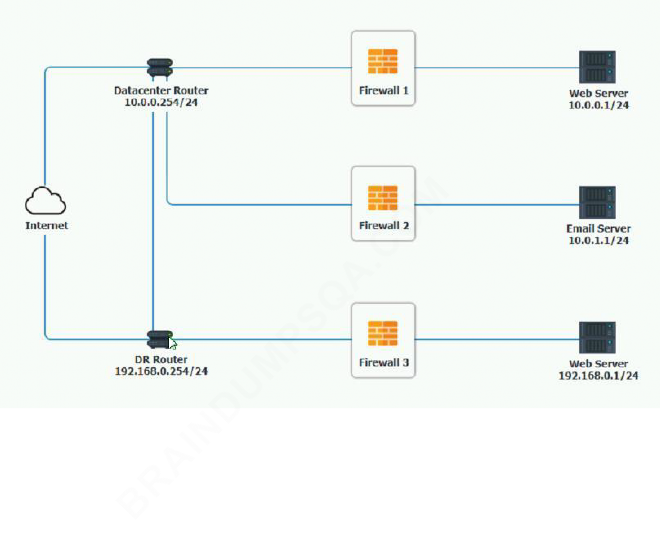 Datacenter Router
10.0.0.254/24
Firewall 1
Web Server
10.0.0.1/24
Internet
Firewall 2
Email Server
10.0.1.1/24
DR Router
192.168.0.254/24
Firewall 3
Web Server
192.168.0.1/24
BRAINDUMPSQA.COM